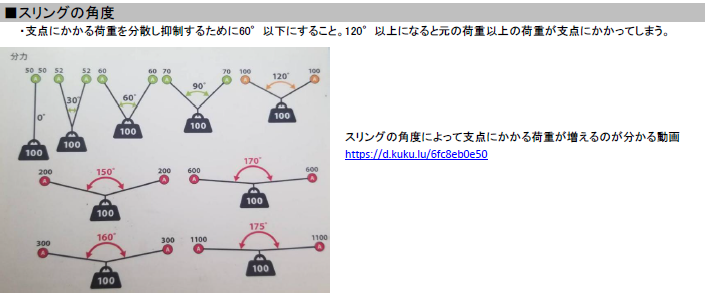 ■スリングの角度
・支点にかかる荷重を分散し抑制するために60°以下にすること。120°以上になると元の荷重以上の荷重が支点にかかってしまう。
分力
50 50 52 52 60 60 70 70 100 100
A A A A A A A A A A
0° 30° 60° 90° 120°
100 100 100 100 100
スリングの角度によって支点にかかる荷重が増えるのが分かる動画
https://d.kuku.lu/6fc8eb0e50
200 150° 200 600 170° 600
A A A A
100 100
300 160° 300 1100 175° 1100
A A A A
100 100